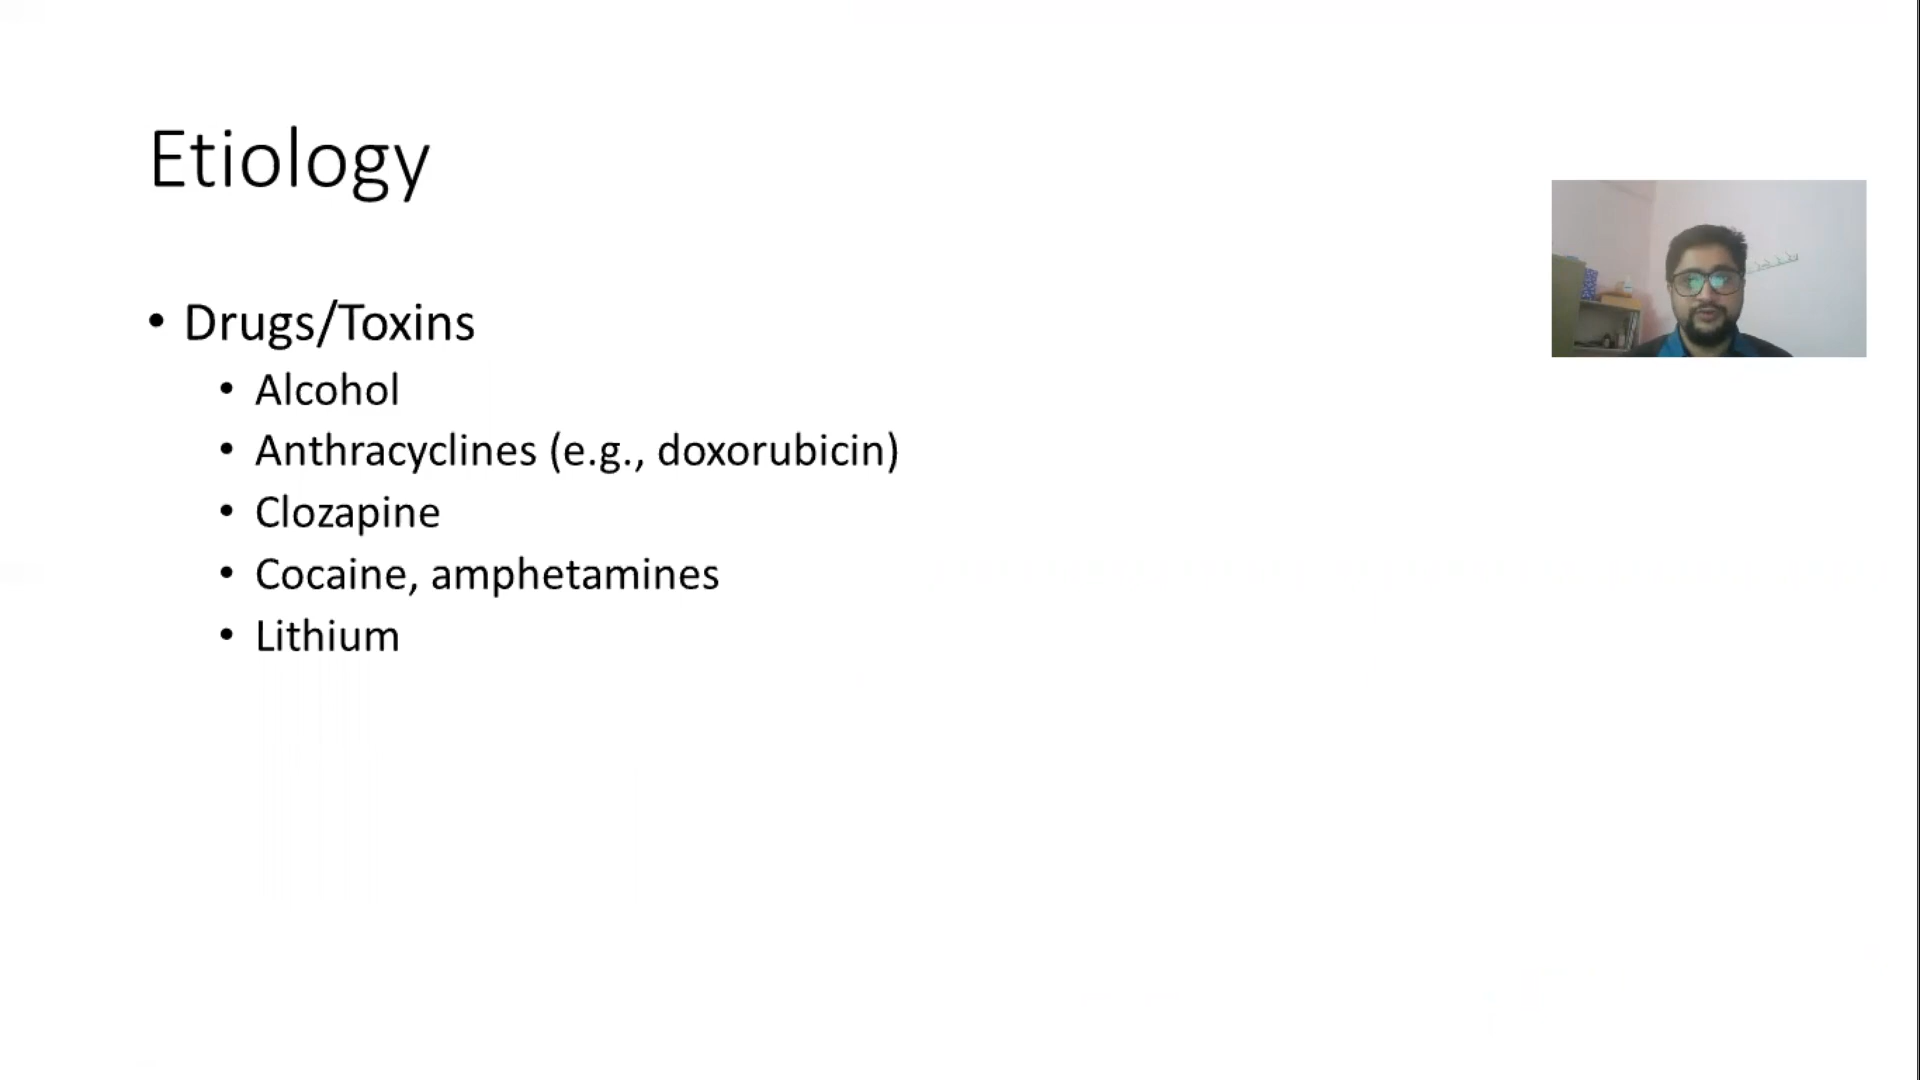 Etiology
• Drugs/Toxins
• Alcohol
• Anthracyclines (e.g., doxorubicin)
• Clozapine
• Cocaine, amphetamines
• Lithium